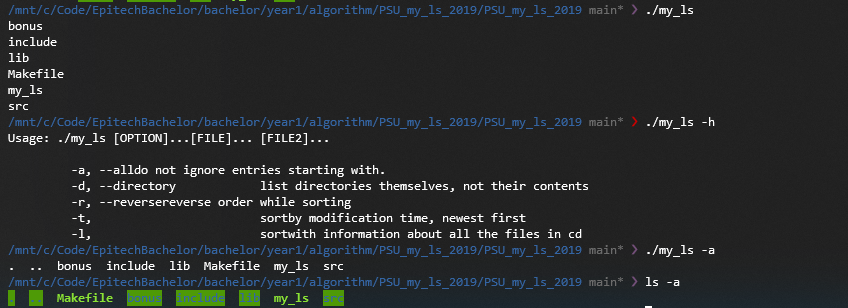 /mnt/c/Code/EpitechBachelor/bachelor/year1/algorithm/PSU_my_ls_2019/PSU_my_ls_2019 main* ❯ ./my_ls
bonus
include
lib
Makefile
my_ls
src
/mnt/c/Code/EpitechBachelor/bachelor/year1/algorithm/PSU_my_ls_2019/PSU_my_ls_2019 main* ❯ ./my_ls -h
Usage: ./my_ls [OPTION]...[FILE]... [FILE2]...
-a, --alldo not ignore entries starting with.
-d, --directory list directories themselves, not their contents
-r, --reversereverse order while sorting
-t, sortby modification time, newest first
-l, sortwith information about all the files in cd
/mnt/c/Code/EpitechBachelor/bachelor/year1/algorithm/PSU_my_ls_2019/PSU_my_ls_2019 main* ❯ ./my_ls -a
. .. bonus include lib Makefile my_ls src
/mnt/c/Code/EpitechBachelor/bachelor/year1/algorithm/PSU_my_ls_2019/PSU_my_ls_2019 main* ❯ ls -a
. .. Makefile bonus include lib my_ls src